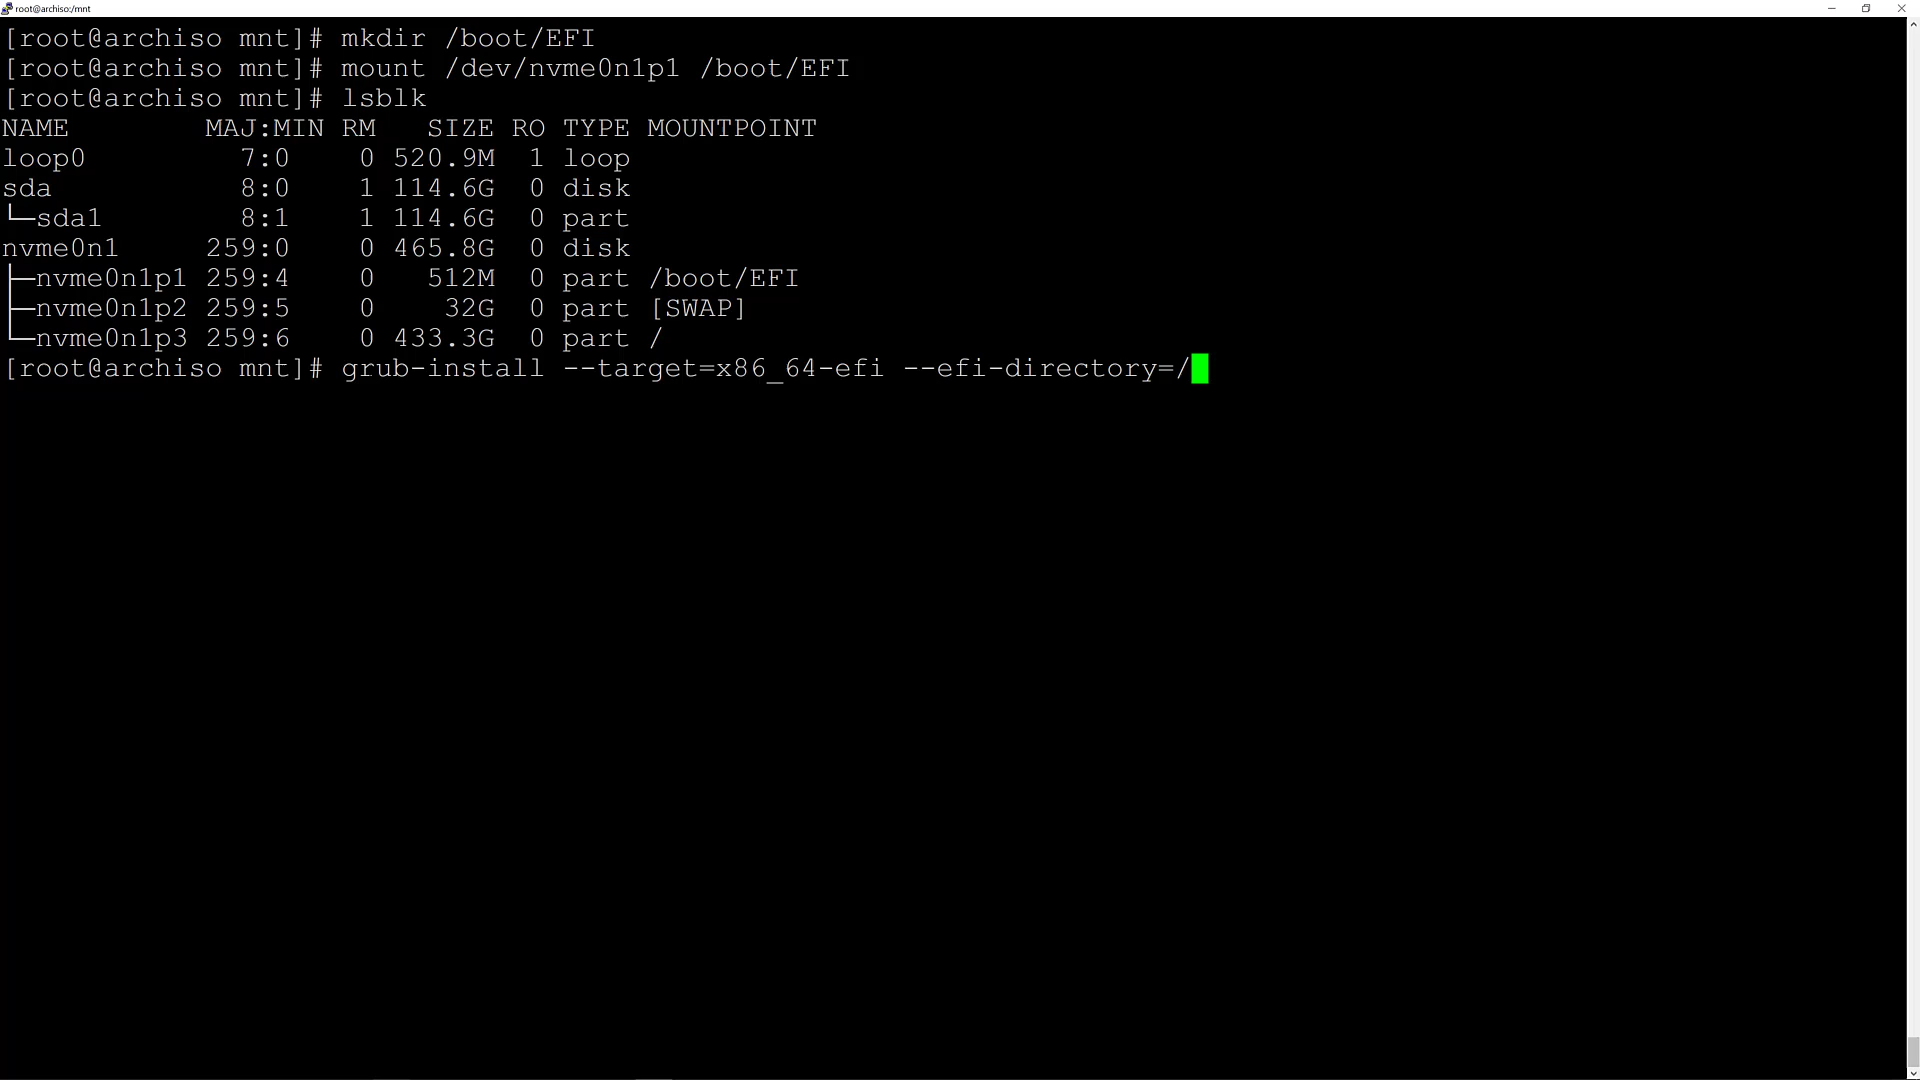 root@archiso:/mnt
[root@archiso mnt]# mkdir /boot/EFI
[root@archiso mnt]# mount /dev/nvme0n1p1 /boot/EFI
[root@archiso mnt]# lsblk
NAME        MAJ:MIN RM   SIZE RO TYPE MOUNTPOINT
loop0         7:0    0 520.9M  1 loop
sda           8:0    1 114.6G  0 disk
└─sda1        8:1    1 114.6G  0 part
nvme0n1     259:0    0 465.8G  0 disk
├─nvme0n1p1 259:4    0   512M  0 part /boot/EFI
├─nvme0n1p2 259:5    0    32G  0 part [SWAP]
└─nvme0n1p3 259:6    0 433.3G  0 part /
[root@archiso mnt]# grub-install --target=x86_64-efi --efi-directory=/